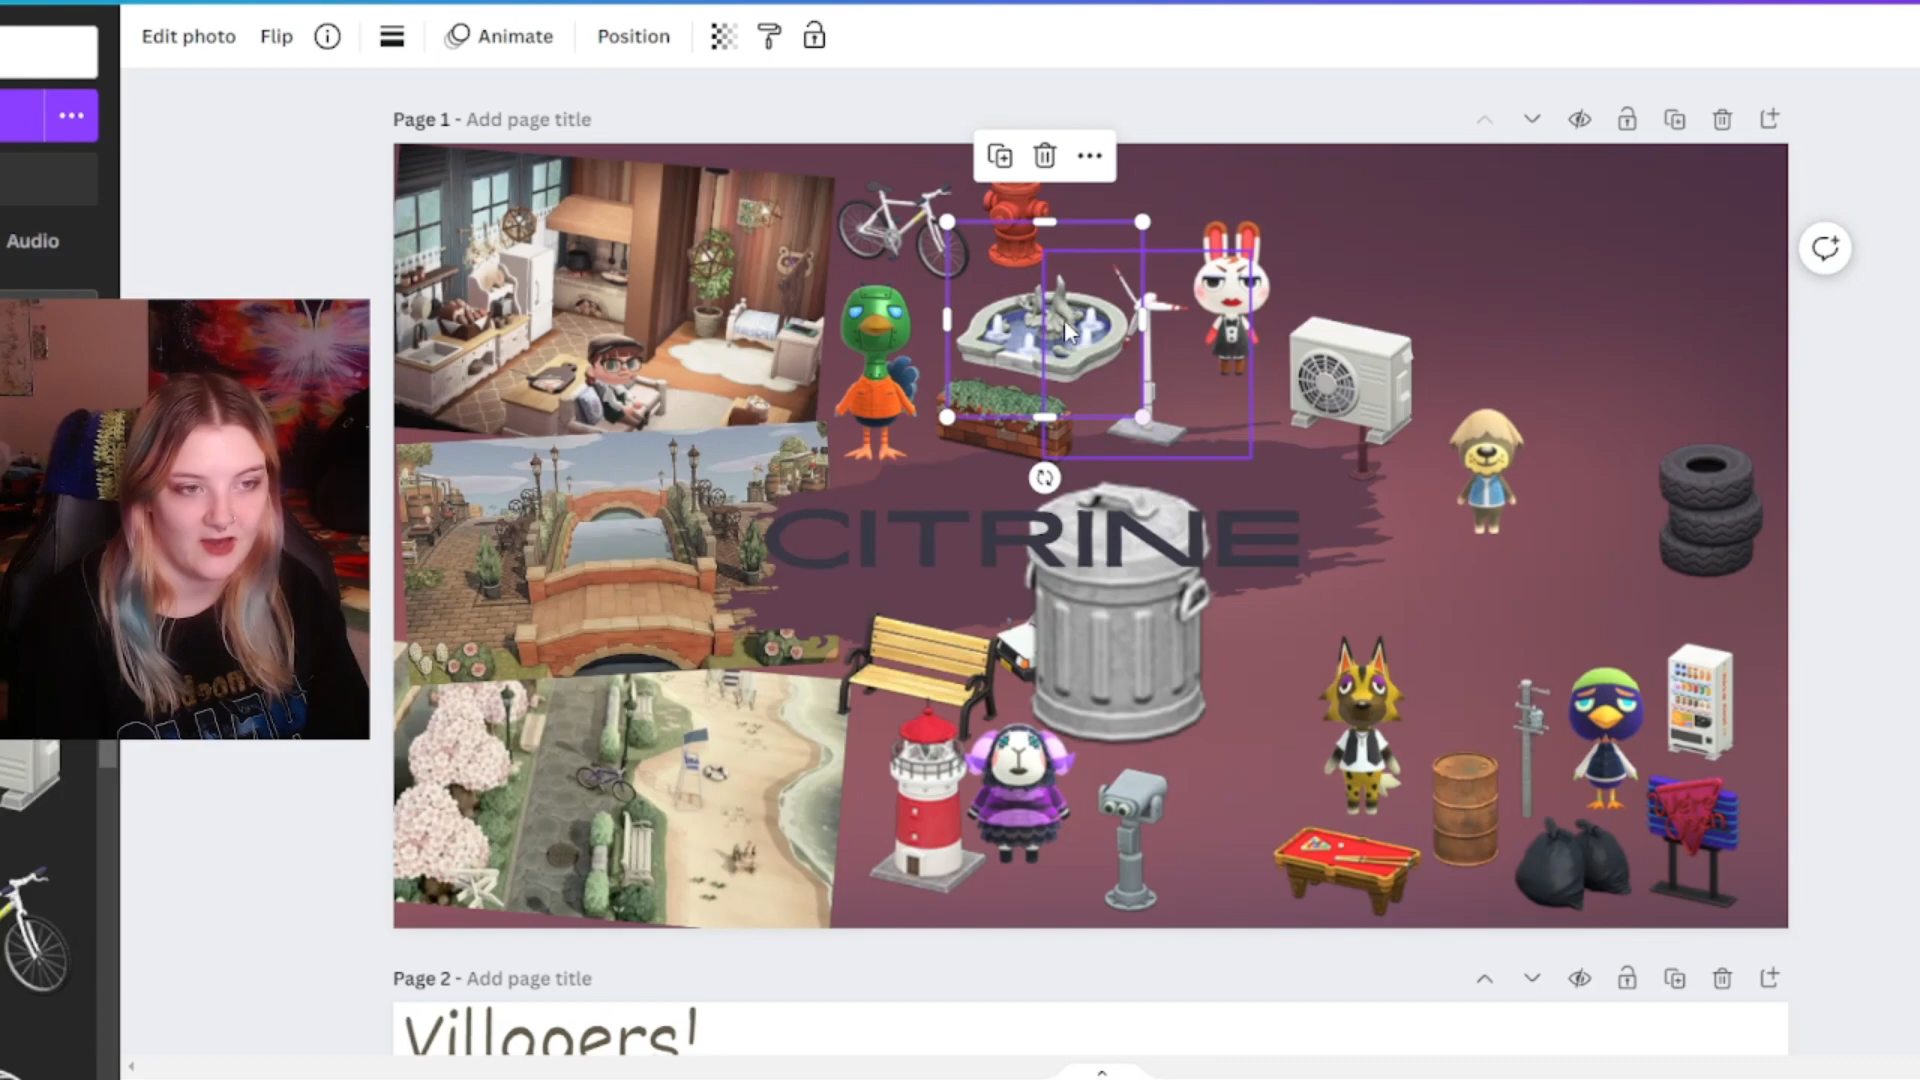 Edit photo Flip Animate Position
Page 1 - Add page title
Audio
CITRINE
Page 2 - Add page title
Villagers!